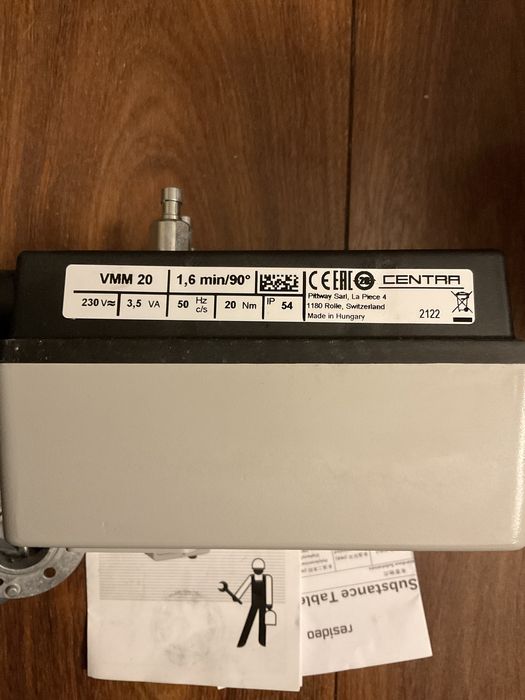 VMM 20
1,6 min/90°
CE EAC CENTRA
230 V≂
3,5 VA
50 Hz c/s
20 Nm
IP 54
Pittway Sarl, La Piece 4
1180 Rolle, Switzerland
Made in Hungary
2122
Substance Table
resideo